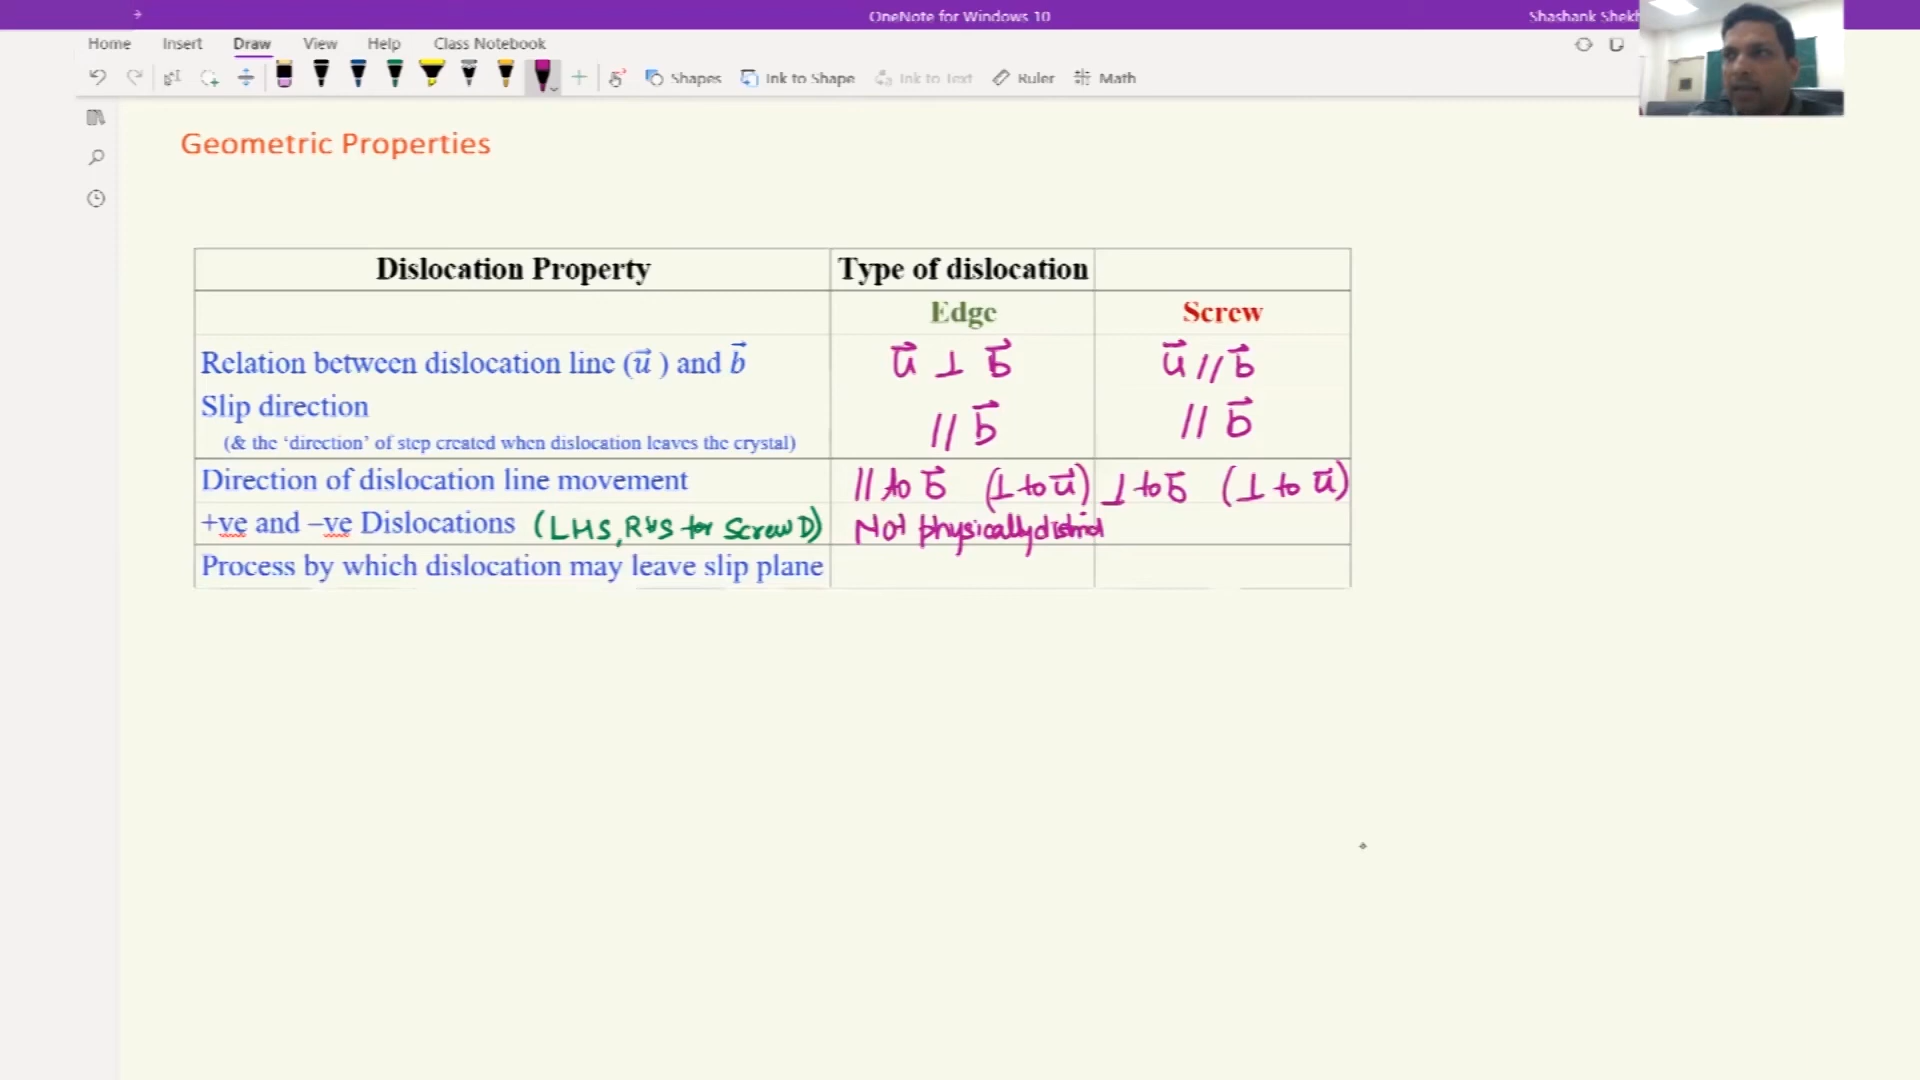 OneNote for Windows 10
Shashank Shekh
Home Insert Draw View Help Class Notebook
Shapes Ink to Shape Ink to Text Ruler Math
Geometric Properties
Dislocation Property Type of dislocation
Edge Screw
Relation between dislocation line (u⃗ ) and b⃗ u⃗ ⊥ b⃗ u⃗ // b⃗
Slip direction // b⃗ // b⃗
(& the ‘direction’ of step created when dislocation leaves the crystal)
Direction of dislocation line movement // to b⃗ (⊥ to u⃗) ⊥ to b⃗ (⊥ to u⃗)
+ve and –ve Dislocations (LHS, RHS for Screw D) Not physically
Process by which dislocation may leave slip plane